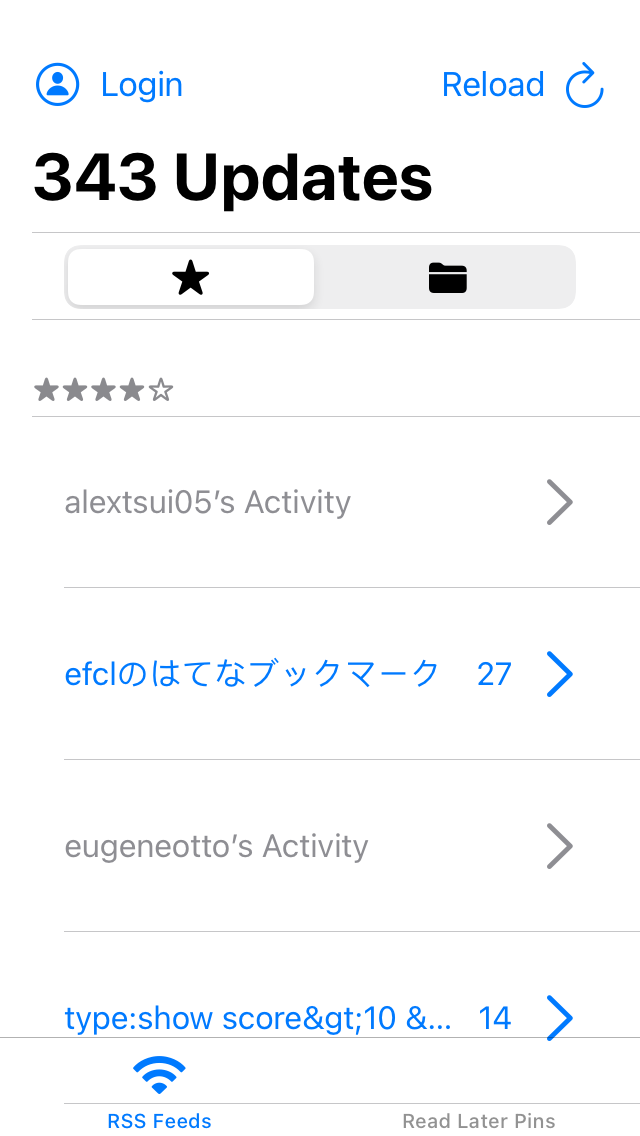 Login
Reload
343 Updates
★★★★☆
alextsui05’s Activity
efclのはてなブックマーク 27
eugeneotto’s Activity
type:show score&gt;10 &... 14
RSS Feeds
Read Later Pins